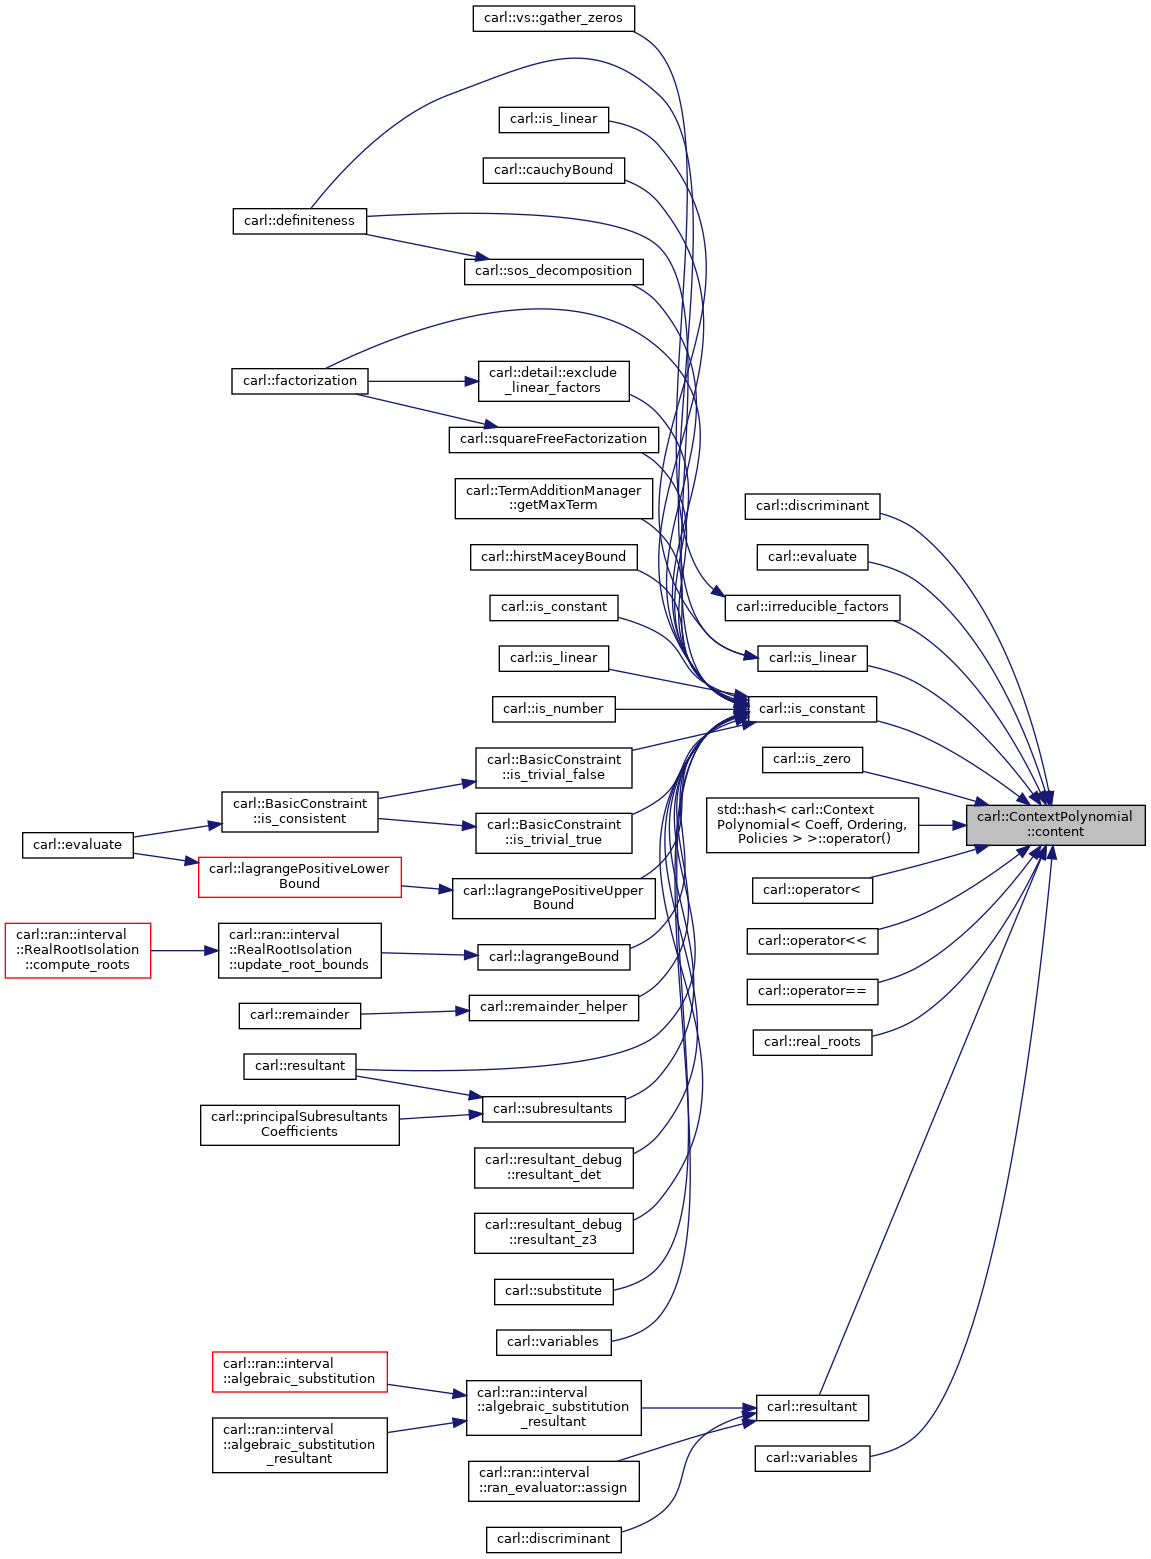 carl::vs::gather_zeros
carl::is_linear
carl::cauchyBound
carl::definiteness
carl::sos_decomposition
carl::factorization
carl::detail::exclude
_linear_factors
carl::squareFreeFactorization
carl::TermAdditionManager
::getMaxTerm
carl::hirstMaceyBound
carl::is_constant
carl::is_linear
carl::is_number
carl::BasicConstraint
::is_trivial_false
carl::BasicConstraint
::is_consistent
carl::BasicConstraint
::is_trivial_true
carl::evaluate
carl::lagrangePositiveLower
Bound
carl::lagrangePositiveUpper
Bound
carl::ran::interval
::RealRootIsolation
::compute_roots
carl::ran::interval
::RealRootIsolation
::update_root_bounds
carl::lagrangeBound
carl::remainder
carl::remainder_helper
carl::resultant
carl::subresultants
carl::principalSubresultants
Coefficients
carl::resultant_debug
::resultant_det
carl::resultant_debug
::resultant_z3
carl::substitute
carl::variables
carl::ran::interval
::algebraic_substitution
carl::ran::interval
::algebraic_substitution
_resultant
carl::ran::interval
::algebraic_substitution
_resultant
carl::ran::interval
::ran_evaluator::assign
carl::discriminant
carl::discriminant
carl::evaluate
carl::irreducible_factors
carl::is_linear
carl::is_constant
carl::is_zero
std::hash< carl::Context
Polynomial< Coeff, Ordering,
Policies > >::operator()
carl::operator<
carl::operator<<
carl::operator==
carl::real_roots
carl::resultant
carl::variables
carl::ContextPolynomial
::content